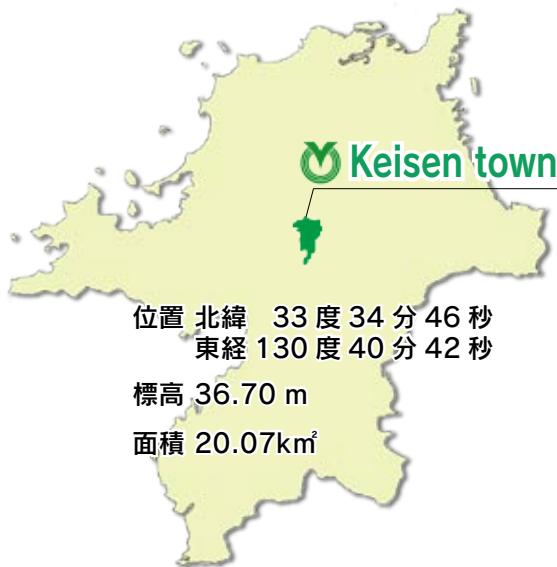 Keisen town
位置 北緯　33 度 34 分 46 秒
東経 130 度 40 分 42 秒
標高 36.70 m
面積 20.07k㎡